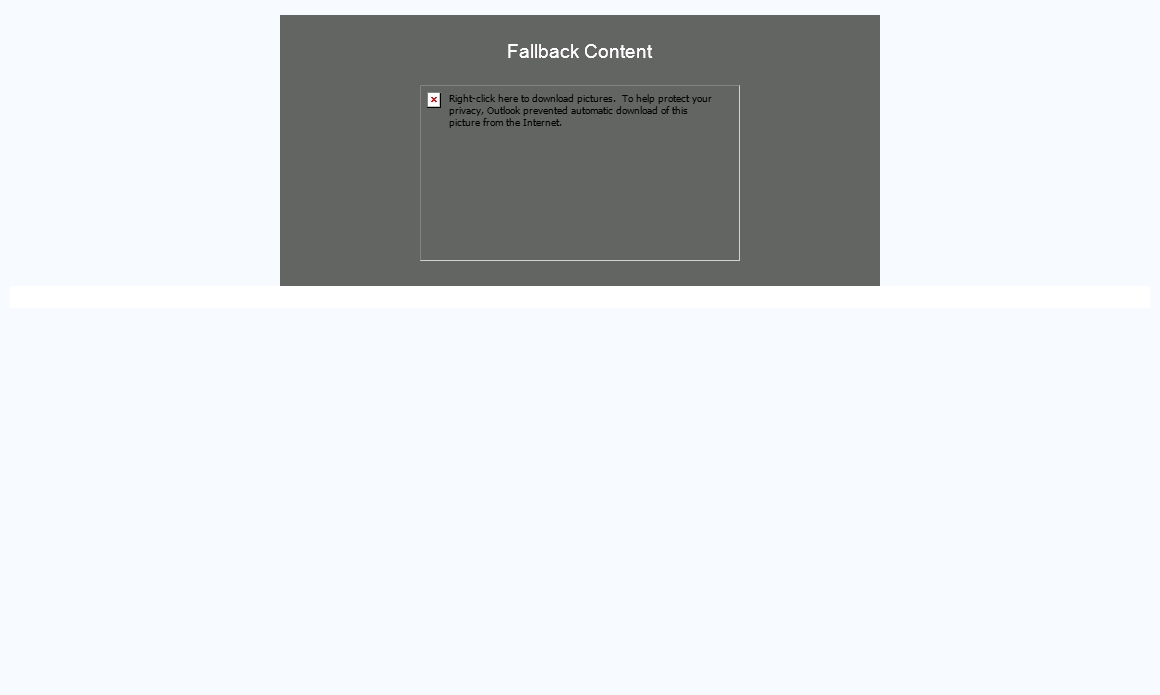 Fallback Content
Right-click here to download pictures.  To help protect your
privacy, Outlook prevented automatic download of this
picture from the Internet.